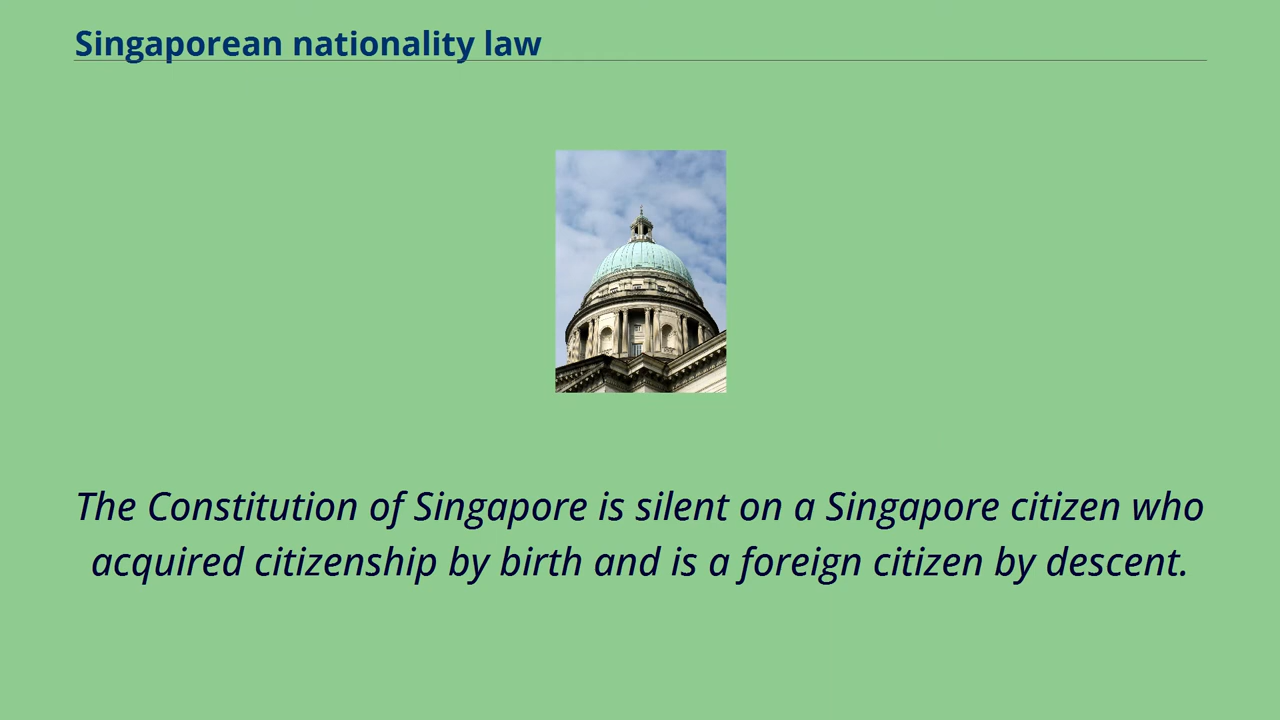 Singaporean nationality law
The Constitution of Singapore is silent on a Singapore citizen who
acquired citizenship by birth and is a foreign citizen by descent.